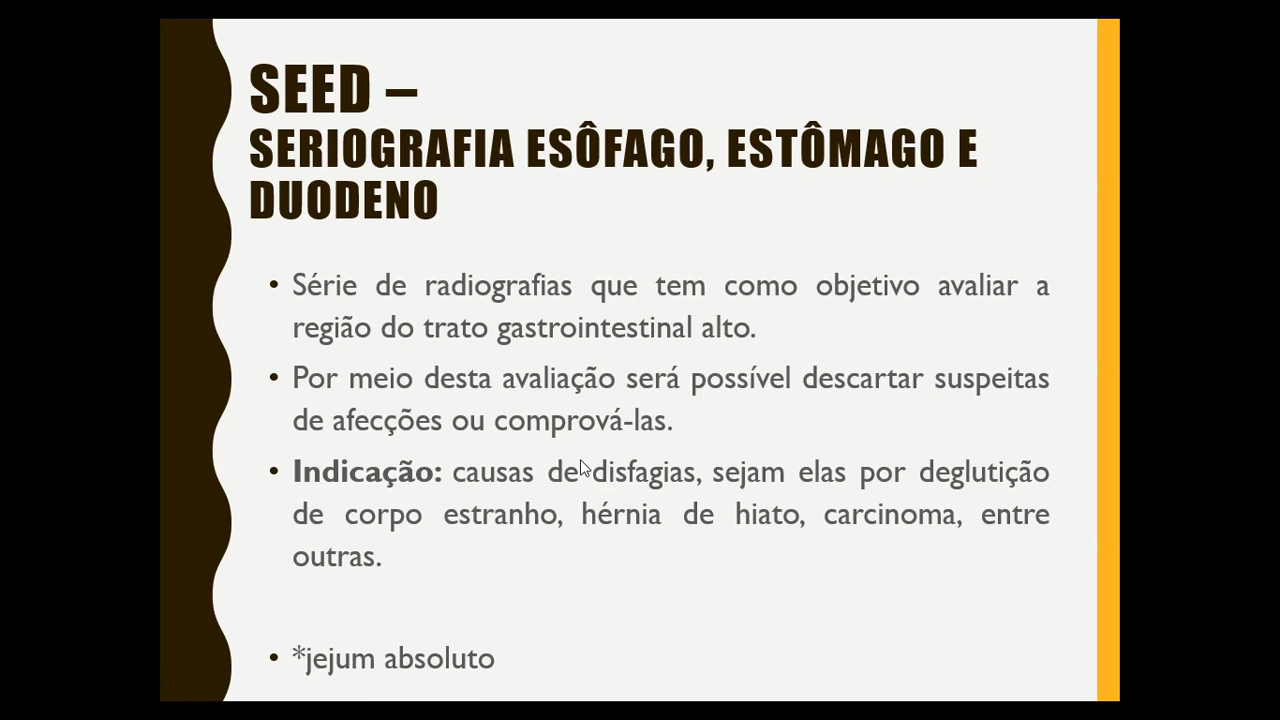 SEED –
SERIOGRAFIA ESÔFAGO, ESTÔMAGO E
DUODENO
• Série de radiografias que tem como objetivo avaliar a
região do trato gastrointestinal alto.
• Por meio desta avaliação será possível descartar suspeitas
de afecções ou comprová-las.
• Indicação: causas de disfagias, sejam elas por deglutição
de corpo estranho, hérnia de hiato, carcinoma, entre
outras.
• *jejum absoluto